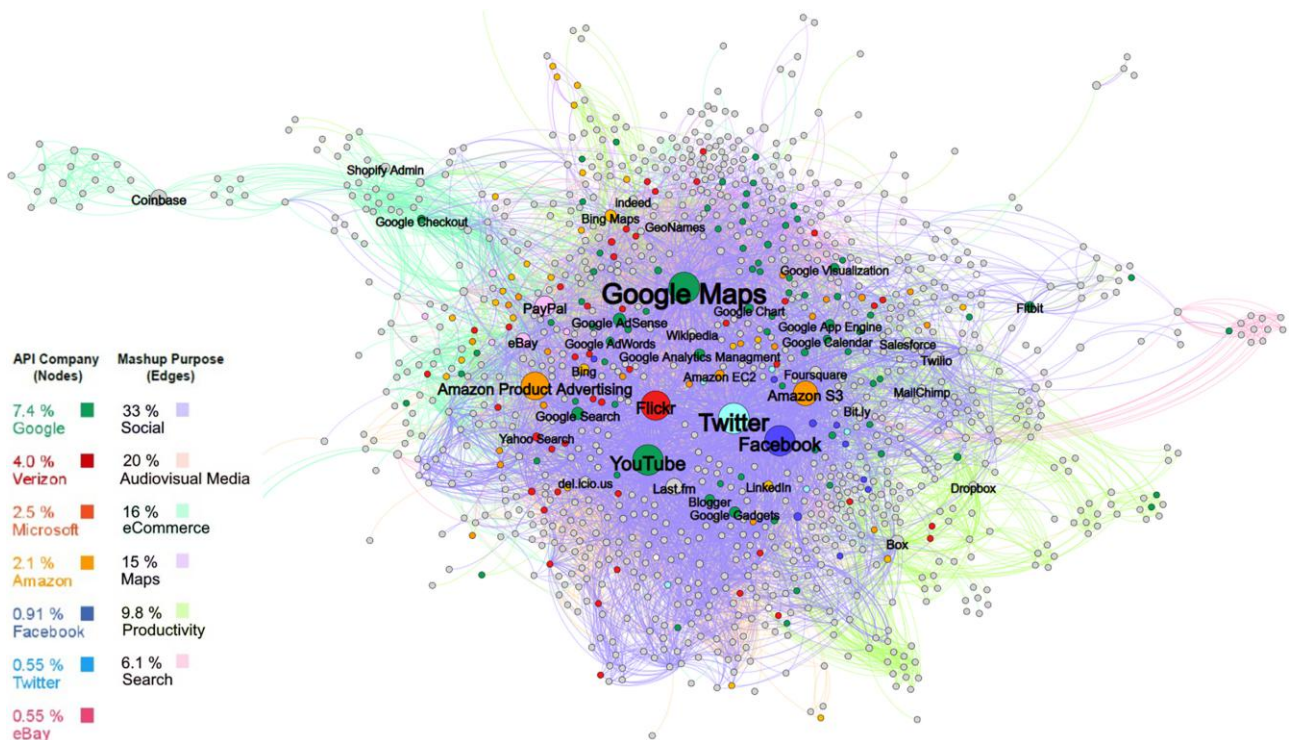 Shopify Admin
Coinbase
indeed
Google Checkout
Bing Maps
GeoNames
Google Visualization
Google Maps
PayPal
Fitbit
Google Chart
Google AdSense
Wikipedia
Google App Engine
eBay
Google AdWords
Google Calendar
Salesforce
Google Analytics Managment
Twilio
Bing
Amazon EC2
Foursquare
Amazon Product Advertising
Amazon S3
MailChimp
Flickr
Google Search
Twitter
Bit.ly
Yahoo Search
Facebook
YouTube
del.icio.us
Last.fm
LinkedIn
Dropbox
Blogger
Google Gadgets
Box
API Company
(Nodes)
Mashup Purpose
(Edges)
7.4 %
Google
33 %
Social
4.0 %
Verizon
20 %
Audiovisual Media
2.5 %
Microsoft
16 %
eCommerce
2.1 %
Amazon
15 %
Maps
0.91 %
Facebook
9.8 %
Productivity
0.55 %
Twitter
6.1 %
Search
0.55 %
eBay